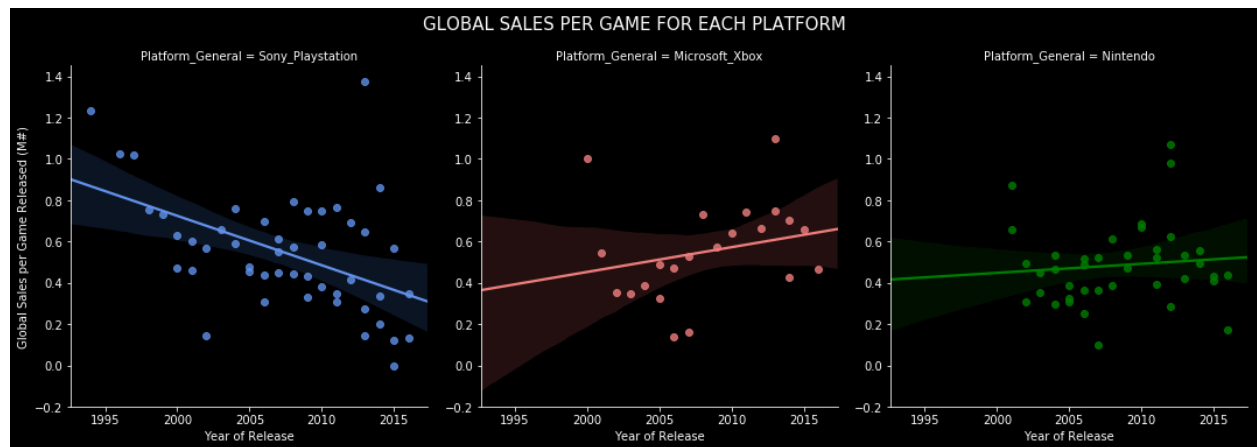 GLOBAL SALES PER GAME FOR EACH PLATFORM
Platform_General = Sony_Playstation
Platform_General = Microsoft_Xbox
Platform_General = Nintendo
Global Sales per Game Released (M#)
1.4
1.2
1.0
0.8
0.6
0.4
0.2
0.0
−0.2
1995 2000 2005 2010 2015
Year of Release
1.4
1.2
1.0
0.8
0.6
0.4
0.2
0.0
−0.2
1995 2000 2005 2010 2015
Year of Release
1.4
1.2
1.0
0.8
0.6
0.4
0.2
0.0
−0.2
1995 2000 2005 2010 2015
Year of Release